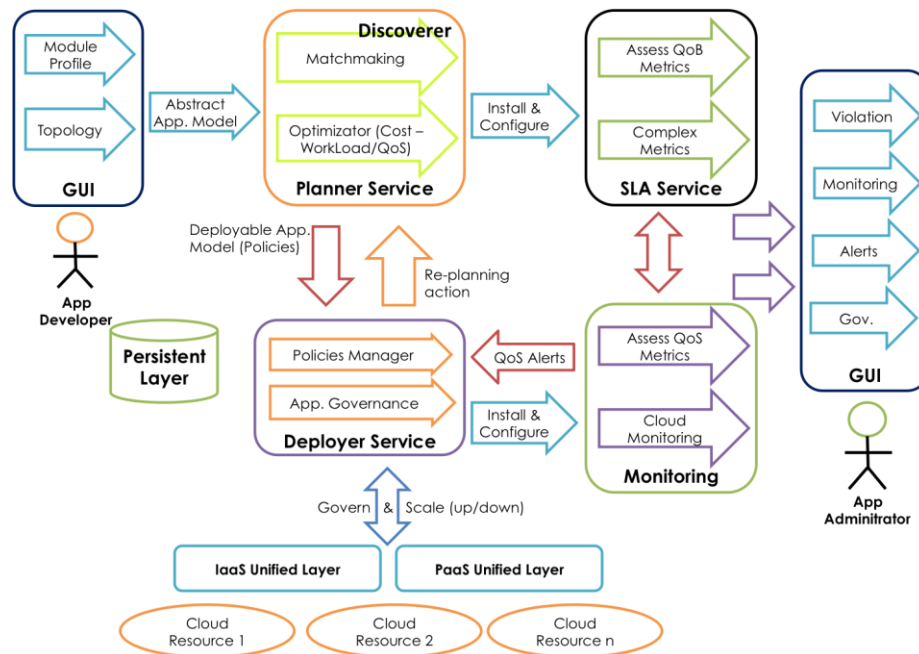 Module
Profile
Topology
GUI
App
Developer
Persistent
Layer
Abstract
App. Model
Discoverer
Matchmaking
Optimizator (Cost –
WorkLoad/QoS)
Planner Service
Install &
Configure
Assess QoB
Metrics
Complex
Metrics
SLA Service
Violation
Monitoring
Alerts
Gov.
GUI
App
Adminitrator
Deployable App.
Model (Policies)
Re-planning
action
Policies Manager
App. Governance
Deployer Service
QoS Alerts
Install &
Configure
Assess QoS
Metrics
Cloud
Monitoring
Monitoring
Govern & Scale (up/down)
IaaS Unified Layer
PaaS Unified Layer
Cloud
Resource 1
Cloud
Resource 2
Cloud
Resource n